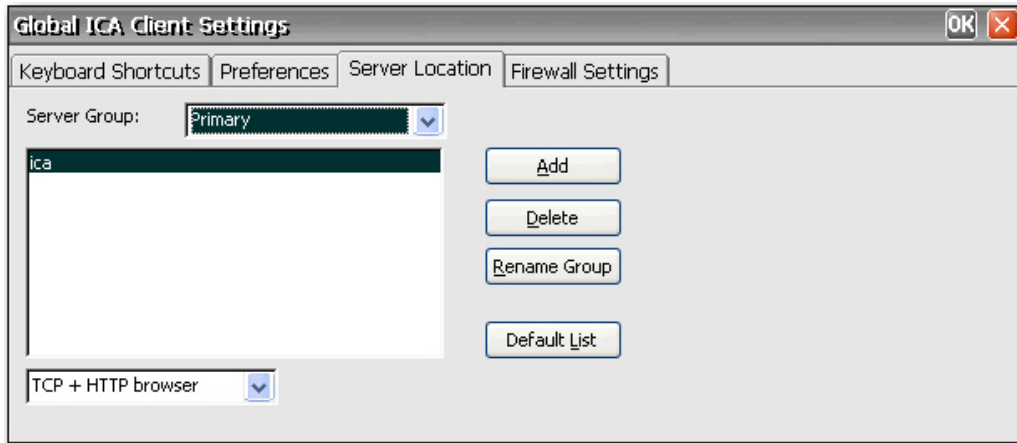 Global ICA Client Settings OK
Keyboard Shortcuts Preferences Server Location Firewall Settings
Server Group: Primary
ica
Add
Delete
Rename Group
Default List
TCP + HTTP browser